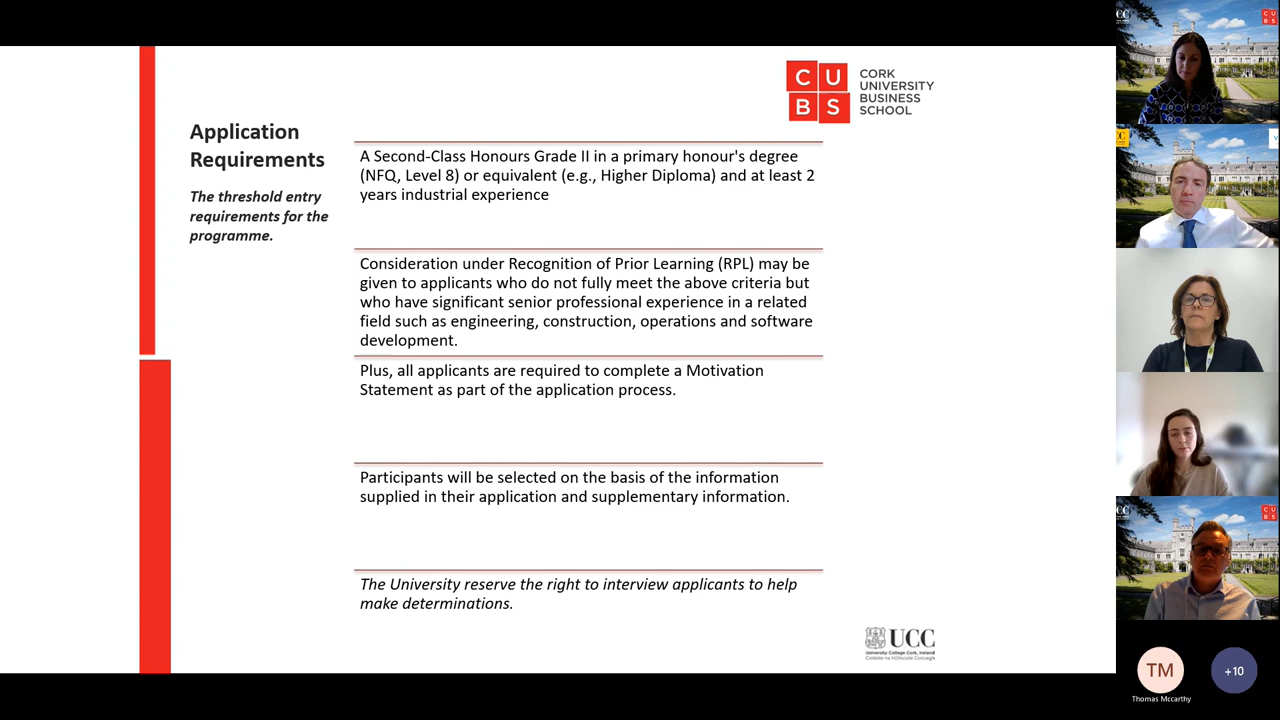 CUBS
CORK
UNIVERSITY
BUSINESS
SCHOOL
Application
Requirements
The threshold entry
requirements for the
programme.
A Second-Class Honours Grade II in a primary honour's degree
(NFQ, Level 8) or equivalent (e.g., Higher Diploma) and at least 2
years industrial experience
Consideration under Recognition of Prior Learning (RPL) may be
given to applicants who do not fully meet the above criteria but
who have significant senior professional experience in a related
field such as engineering, construction, operations and software
development.
Plus, all applicants are required to complete a Motivation
Statement as part of the application process.
Participants will be selected on the basis of the information
supplied in their application and supplementary information.
The University reserve the right to interview applicants to help
make determinations.
UCC
University College Cork, Ireland
Coláiste na hOllscoile Corcaigh
UCC
CUBS
UCC
CUBS
TM
Thomas Mccarthy
+10